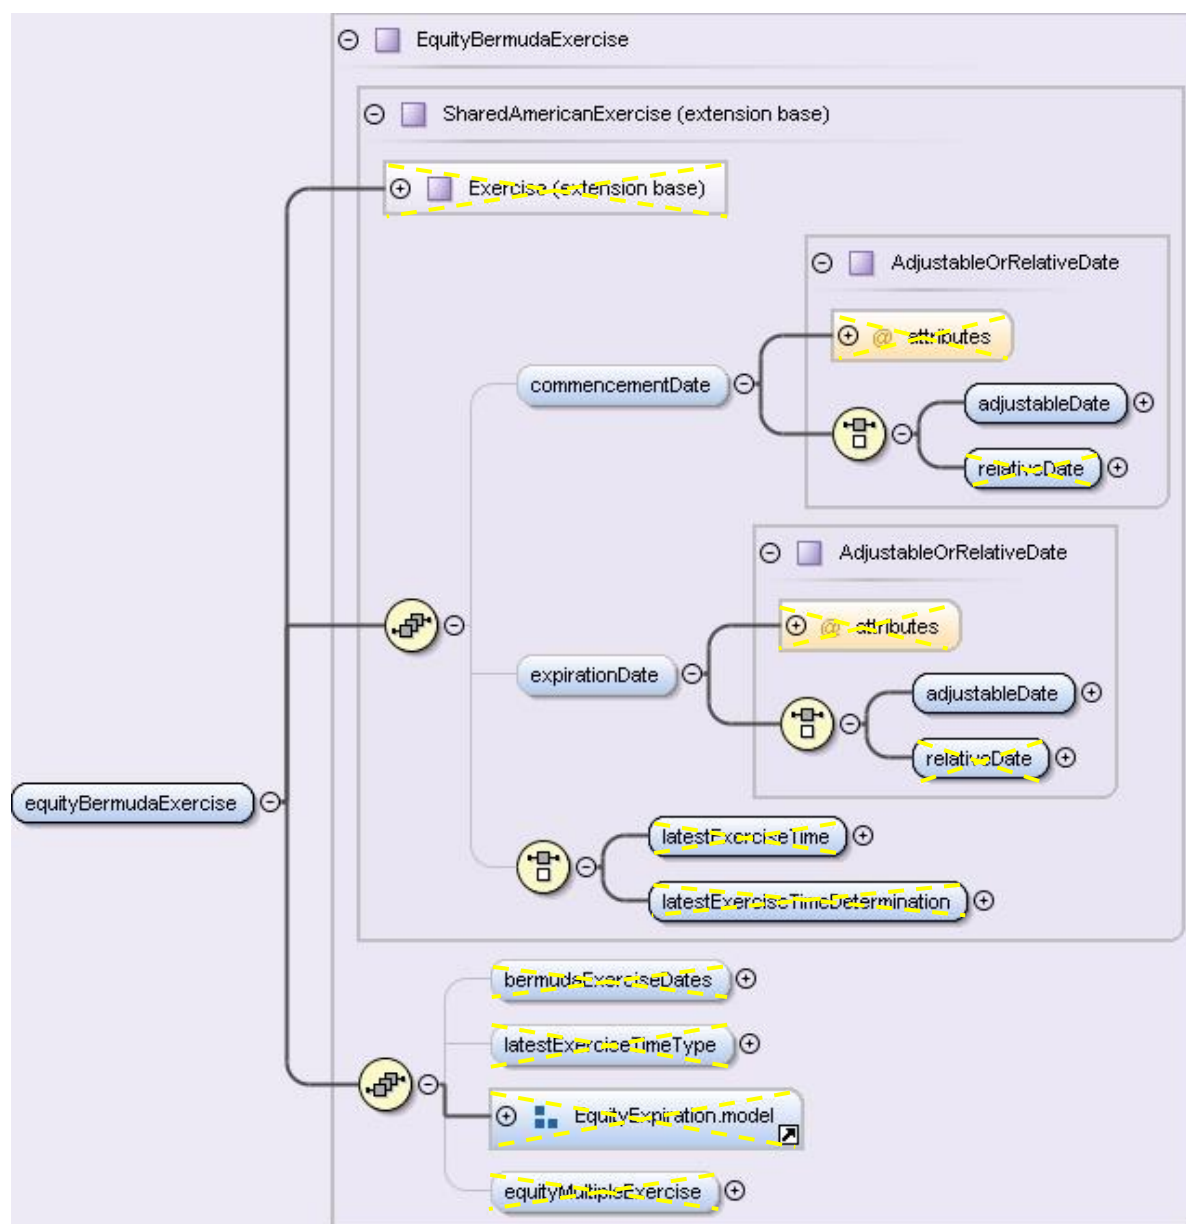 EquityBermudaExercise
SharedAmericanExercise (extension base)
Exercise (extension base)
AdjustableOrRelativeDate
@ attributes
commencementDate
adjustableDate
relativeDate
AdjustableOrRelativeDate
@ attributes
expirationDate
adjustableDate
relativeDate
equityBermudaExercise
latestExerciseTime
latestExerciseTimeDetermination
bermudaExerciseDates
latestExerciseTimeType
EquityExpiration.model
equityMultipleExercise